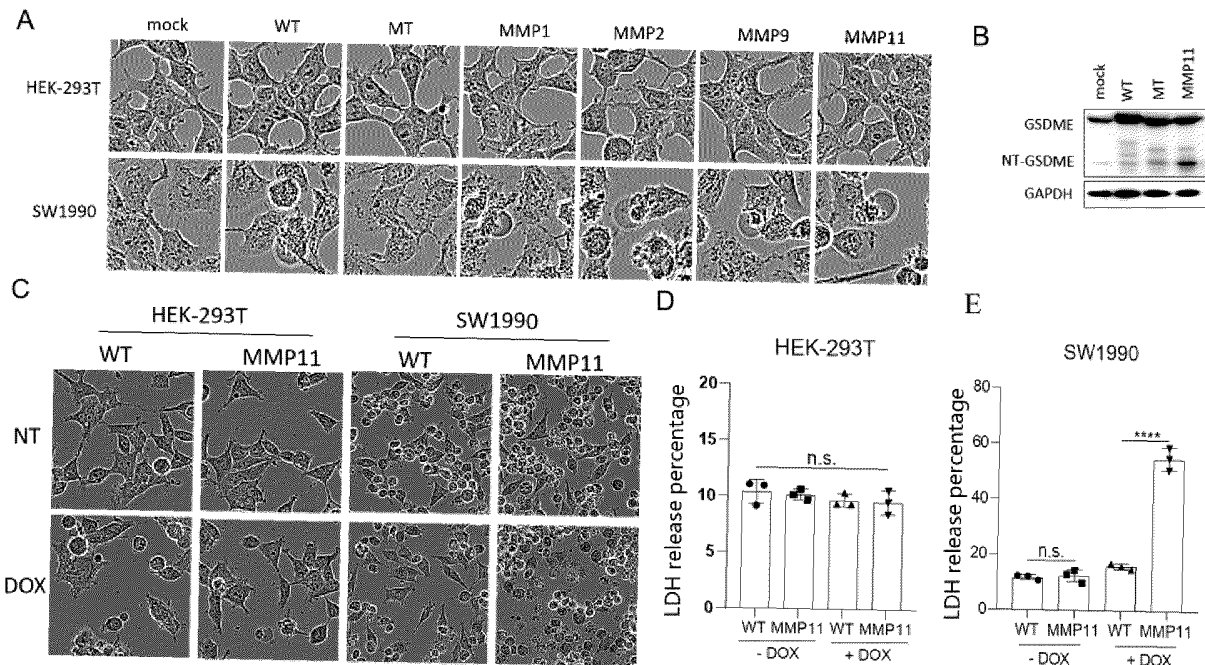 A
mock WT MT MMP1 MMP2 MMP9 MMP11
HEK-293T
SW1990
B
mock WT MT MMP11
GSDME
NT-GSDME
GAPDH
C
HEK-293T SW1990
WT MMP11 WT MMP11
NT
DOX
D
HEK-293T
LDH release percentage
20
15
10
5
0
n.s.
WT MMP11 WT MMP11
- DOX + DOX
E
SW1990
LDH release percentage
80
60
40
20
0
n.s.
****
WT MMP11 WT MMP11
- DOX + DOX